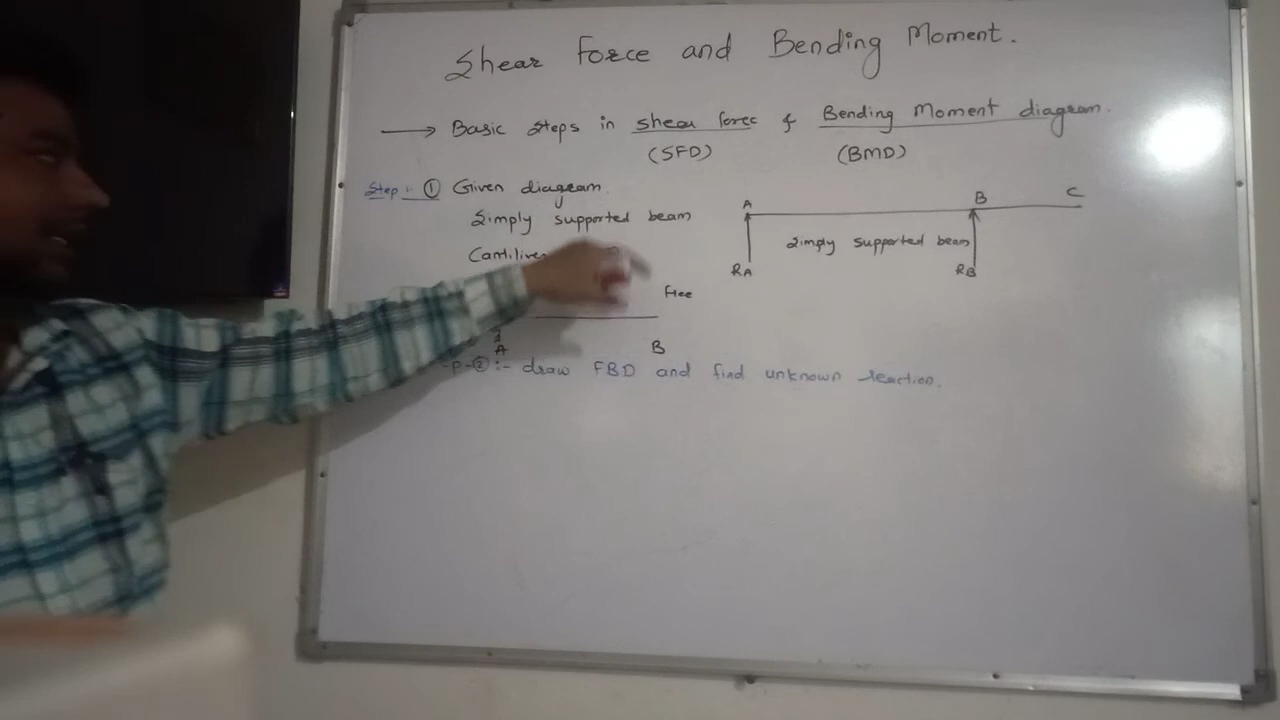 Shear Force and Bending Moment.
→ Basic Steps in shear force & Bending Moment diagram.
(SFD) (BMD)
Step:- ① Given diagram.
Simply supported beam
A B C
Simply supported beam
RA RB
Free
A B
② :- draw FBD and find unknown reaction.